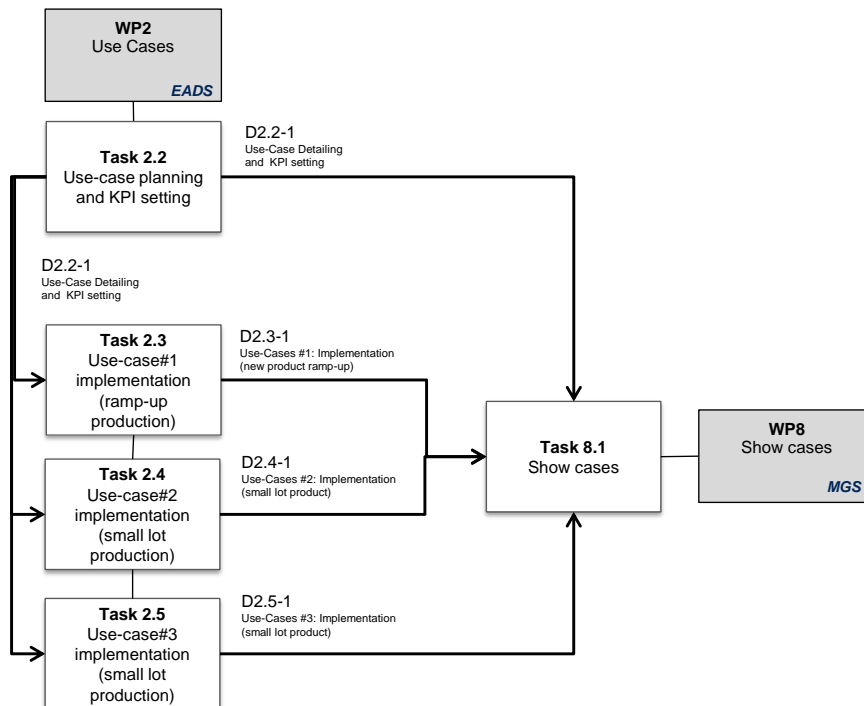 WP2
Use Cases
EADS
D2.2-1
Use-Case Detailing
and KPI setting
Task 2.2
Use-case planning
and KPI setting
D2.2-1
Use-Case Detailing
and KPI setting
Task 2.3
Use-case#1
implementation
(ramp-up
production)
D2.3-1
Use-Cases #1: Implementation
(new product ramp-up)
Task 2.4
Use-case#2
implementation
(small lot
production)
D2.4-1
Use-Cases #2: Implementation
(small lot product)
Task 8.1
Show cases
WP8
Show cases
MGS
Task 2.5
Use-case#3
implementation
(small lot
production)
D2.5-1
Use-Cases #3: Implementation
(small lot product)